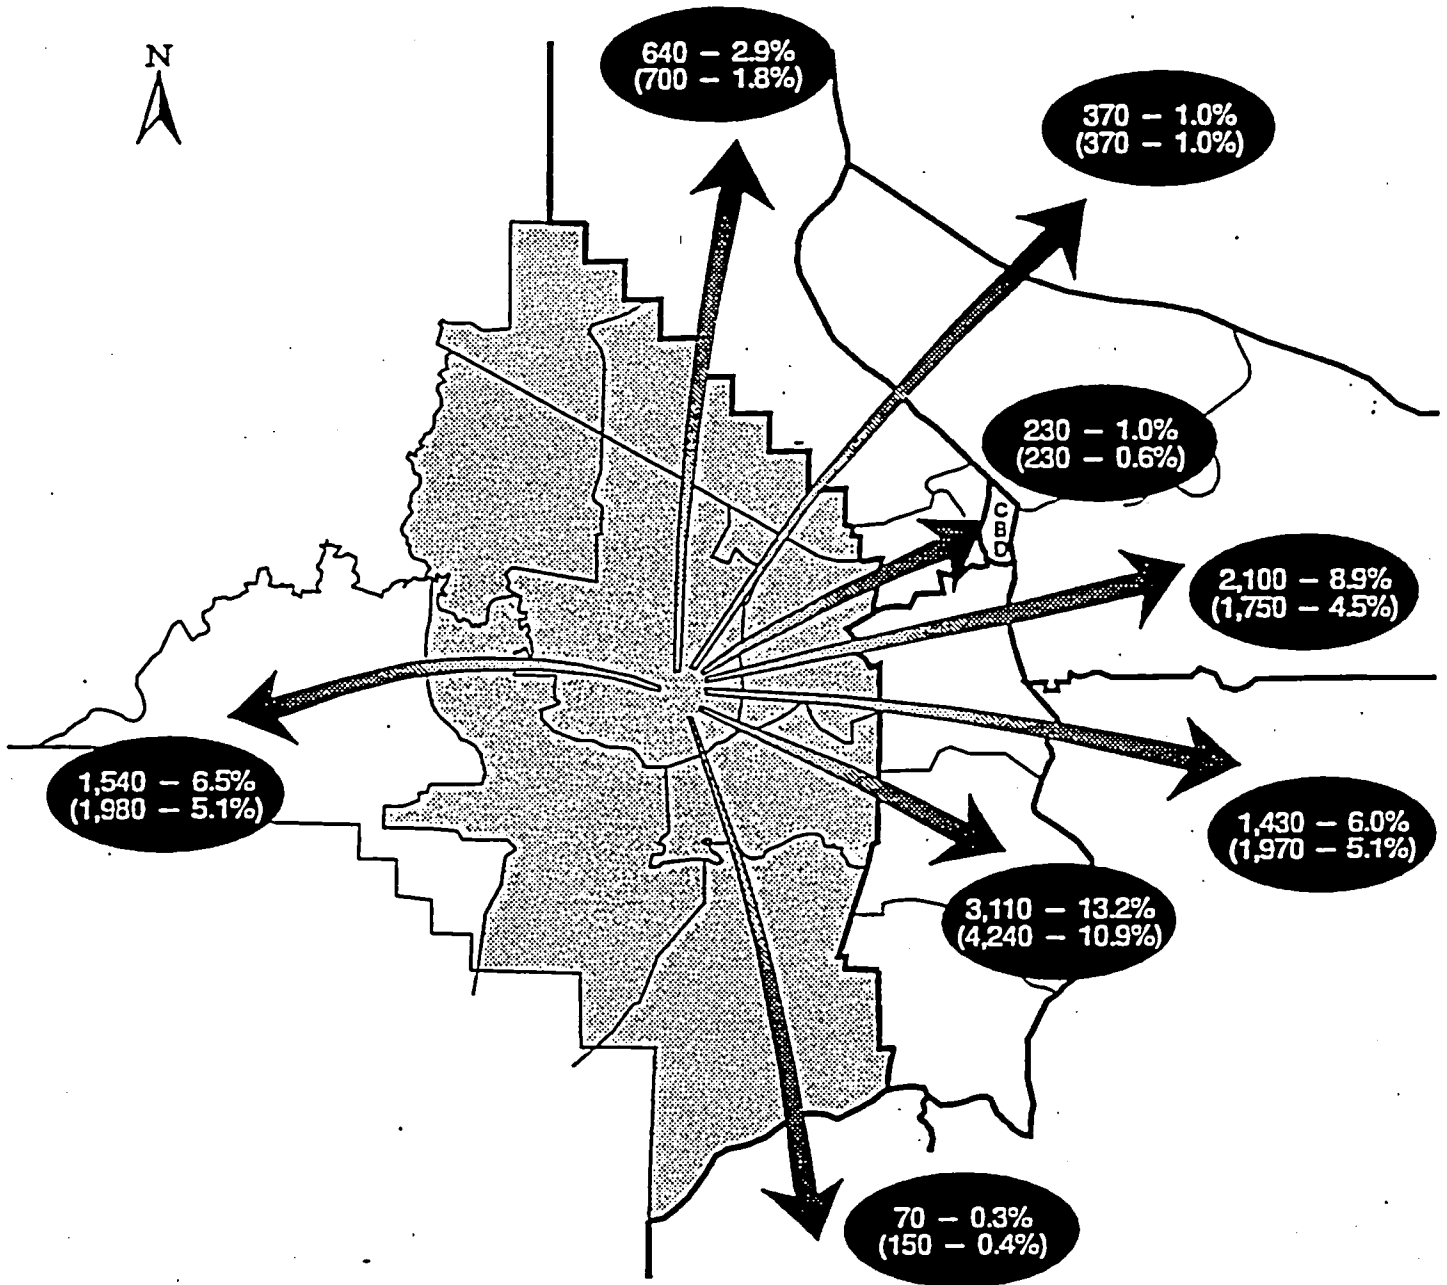 N
640 – 2.9%
(700 – 1.8%)
370 – 1.0%
(370 – 1.0%)
230 – 1.0%
(230 – 0.6%)
C
B
D
2,100 – 8.9%
(1,750 – 4.5%)
1,540 – 6.5%
(1,980 – 5.1%)
1,430 – 6.0%
(1,970 – 5.1%)
3,110 – 13.2%
(4,240 – 10.9%)
70 – 0.3%
(150 – 0.4%)